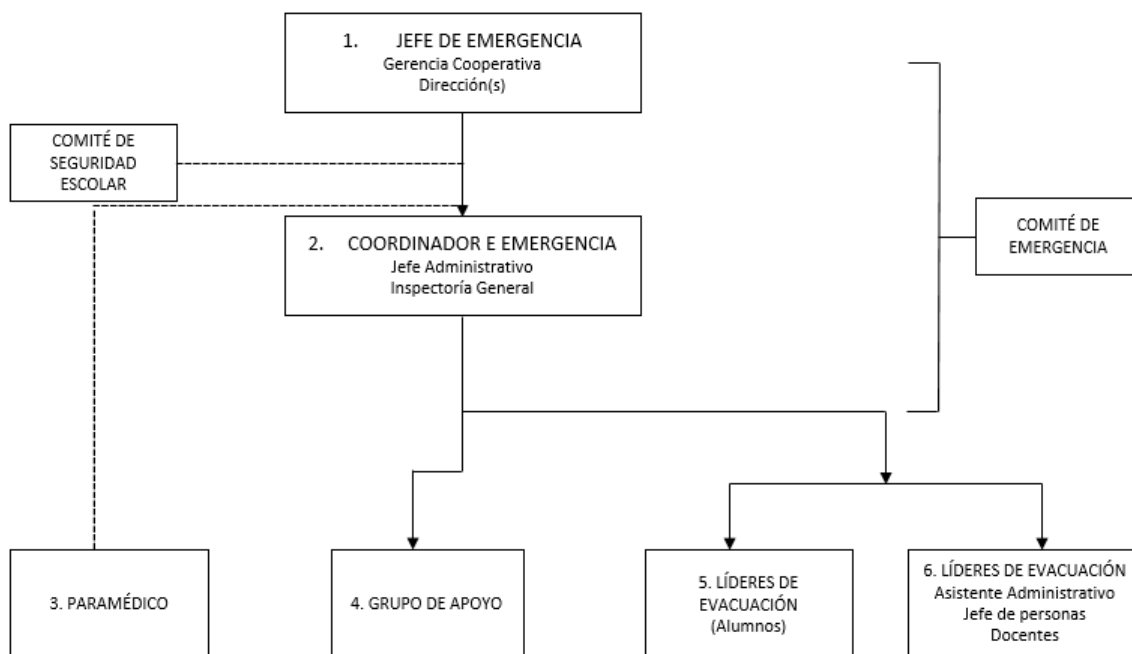 1. JEFE DE EMERGENCIA
Gerencia Cooperativa
Dirección(s)
COMITÉ DE
SEGURIDAD
ESCOLAR
2. COORDINADOR E EMERGENCIA
Jefe Administrativo
Inspectoría General
COMITÉ DE
EMERGENCIA
3. PARAMÉDICO
4. GRUPO DE APOYO
5. LÍDERES DE
EVACUACIÓN
(Alumnos)
6. LÍDERES DE EVACUACIÓN
Asistente Administrativo
Jefe de personas
Docentes